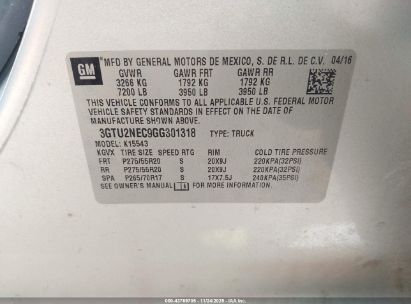 GM
MFD BY GENERAL MOTORS DE MEXICO, S. DE R.L. DE C.V. 04/16
GVWR GAWR FRT GAWR RR
3266 KG 1792 KG 1792 KG
7200 LB 3950 LB 3950 LB
THIS VEHICLE CONFORMS TO ALL APPLICABLE U.S. FEDERAL MOTOR
VEHICLE SAFETY STANDARDS IN EFFECT ON THE DATE OF
MANUFACTURE SHOWN ABOVE.
3GTU2NEC9GG301318 TYPE: TRUCK
MODEL: K15543
KGVX TIRE SIZE SPEED RTG RIM COLD TIRE PRESSURE
FRT P275/55R20 S 20X9J 220KPA(32PSI)
RR P275/55R20 S 20X9J 220KPA(32PSI)
SPA P265/70R17 S 17X7.5J 240KPA(35PSI)
SEE OWNER'S MANUAL FOR ADDITIONAL INFORMATION.